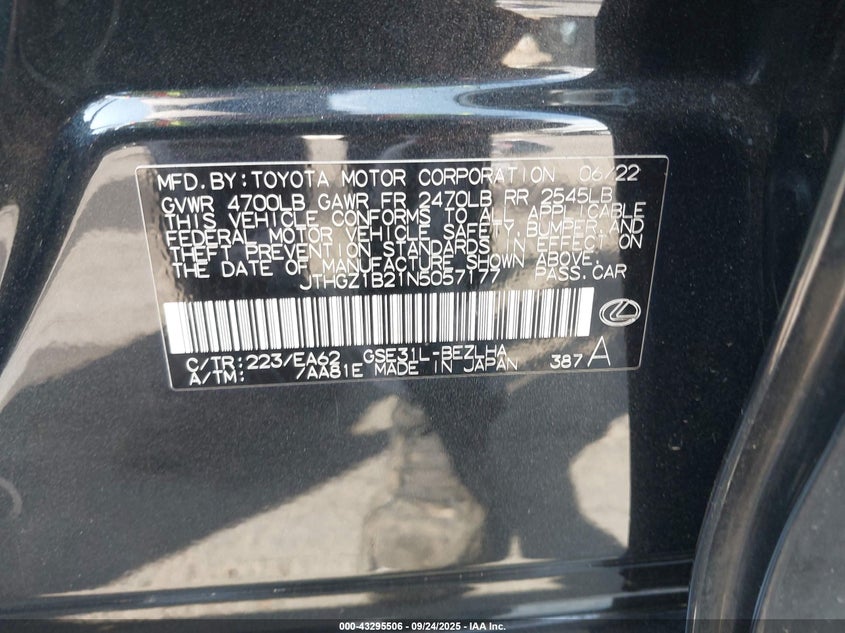 MFD.BY:TOYOTA MOTOR CORPORATION 06/22
GVWR 4700LB GAWR FR 2470LB RR 2545LB
THIS VEHICLE CONFORMS TO ALL APPLICABLE
FEDERAL MOTOR VEHICLE SAFETY,BUMPER,AND
THEFT PREVENTION STANDARDS IN EFFECT ON
THE DATE OF MANUFACTURE SHOWN ABOVE.
JTHGZ1B21N5057177 PASS.CAR
C/TR:223/EA62 GSE31L-BEZLHA
A/TM: 7AA81E MADE IN JAPAN 387A
000-43295506 - 09/24/2025 - IAA Inc.